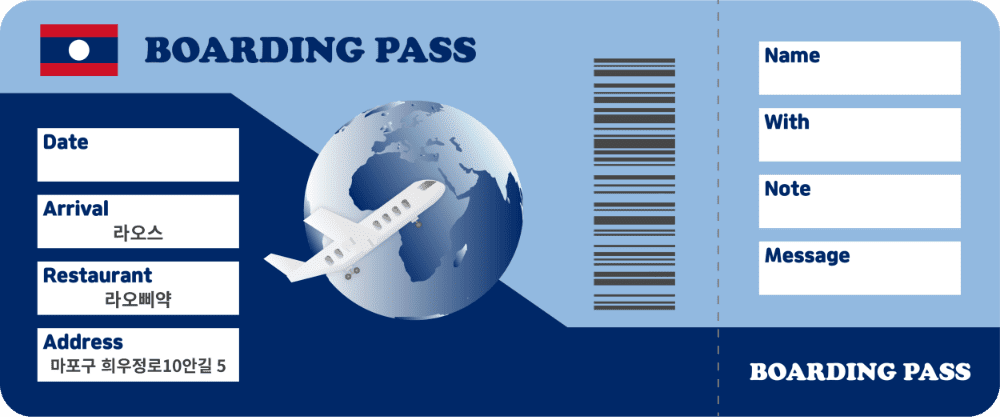 BOARDING PASS
Date
Arrival
라오스
Restaurant
라오삐약
Address
마포구 희우정로10안길 5
Name
With
Note
Message
BOARDING PASS